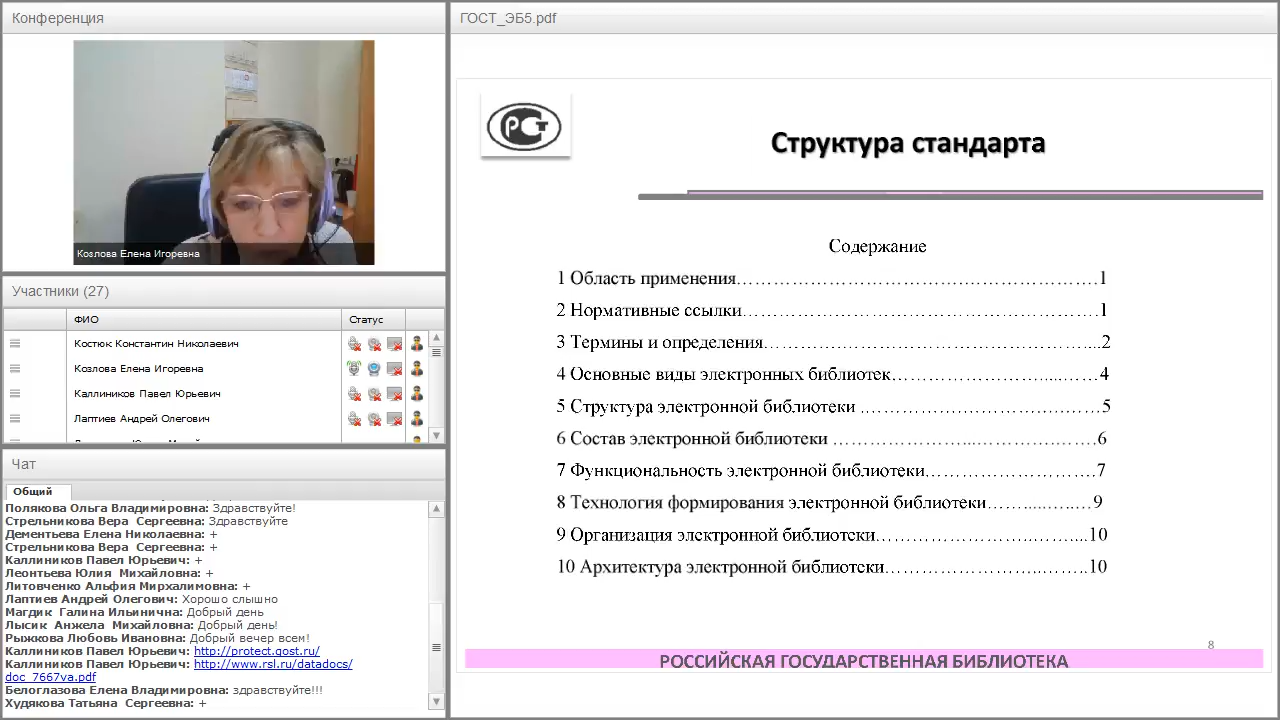 Конференция
Козлова Елена Игоревна
Участники (27)
ФИО
Статус
Костюк Константин Николаевич
Козлова Елена Игоревна
Каллиников Павел Юрьевич
Лаптиев Андрей Олегович
Чат
Общий
Полякова Ольга Владимировна: Здравствуйте!
Стрельникова Вера  Сергеевна: Здравствуйте
Дементьева Елена Николаевна: +
Стрельникова Вера  Сергеевна: +
Каллиников Павел Юрьевич: +
Леонтьева Юлия  Михайловна: +
Литовченко Альфия Мирхалимовна: +
Лаптиев Андрей Олегович: Хорошо слышно
Магдик  Галина Ильинична: Добрый день
Лысик  Анжела  Михайловна: Добрый день!
Рыжкова Любовь Ивановна: Добрый вечер всем!
Каллиников Павел Юрьевич: http://protect.gost.ru/
Каллиников Павел Юрьевич: http://www.rsl.ru/datadocs/
doc_7667va.pdf
Белоглазова Елена Владимировна: здравствуйте!!!
Худякова Татьяна  Сергеевна: +
ГОСТ_ЭБ5.pdf
РСТ
Структура стандарта
Содержание
1 Область применения……………………………………………….1
2 Нормативные ссылки……………………………………………….1
3 Термины и определения……………………………………………...2
4 Основные виды электронных библиотек…………………......……4
5 Структура электронной библиотеки …………………………………5
6 Состав электронной библиотеки …………………...……………….6
7 Функциональность электронной библиотеки……………………….7
8 Технология формирования электронной библиотеки……....…….…9
9 Организация электронной библиотеки…………………..……...10
10 Архитектура электронной библиотеки…………………..……..10
8
РОССИЙСКАЯ ГОСУДАРСТВЕННАЯ БИБЛИОТЕКА